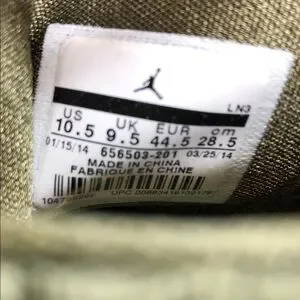 LN3
US UK EUR cm
10.5 9.5 44.5 28.5
01/15/14 656503-201 03/25/14
MADE IN CHINA
FABRIQUE EN CHINE